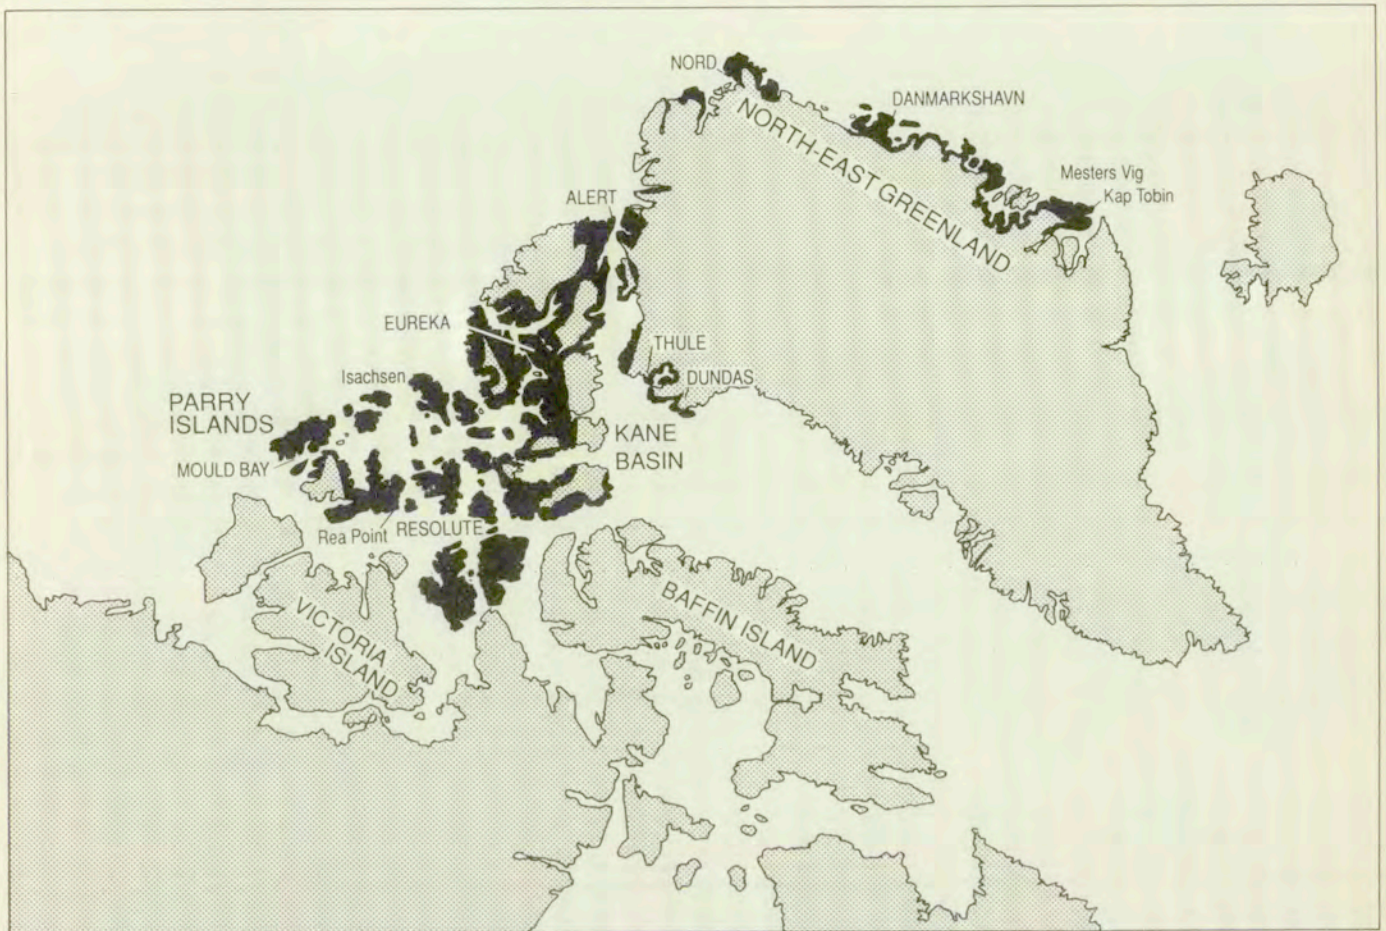 NORD
DANMARKSHAVN
NORTH-EAST GREENLAND
Mesters Vig
Kap Tobin
ALERT
EUREKA
THULE
DUNDAS
Isachsen
PARRY
ISLANDS
KANE
BASIN
MOULD BAY
Rea Point
RESOLUTE
VICTORIA
ISLAND
BAFFIN ISLAND